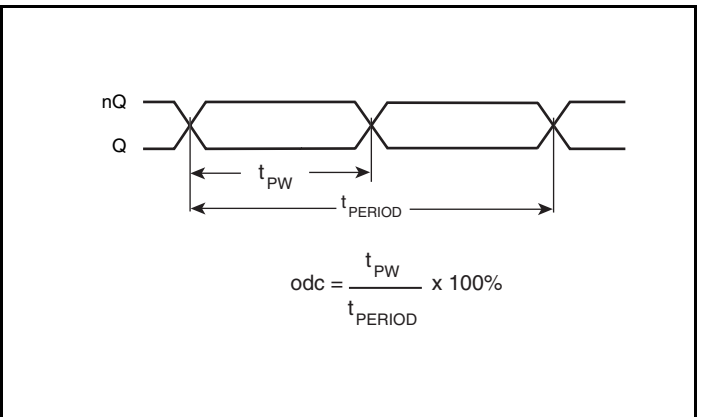 nQ
Q
tPW
tPERIOD
odc = tPW / tPERIOD x 100%